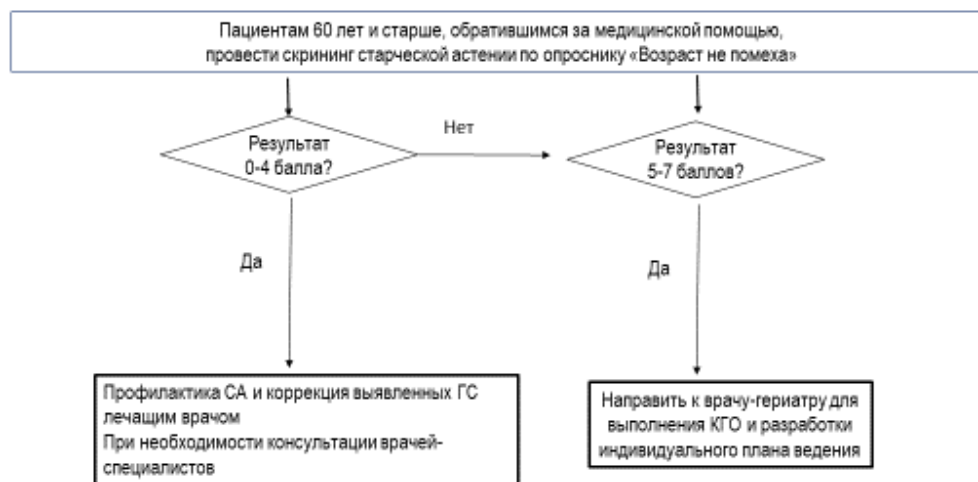 Пациентам 60 лет и старше, обратившимся за медицинской помощью,
провести скрининг старческой астении по опроснику «Возраст не помеха»
Результат
0-4 балла?
Нет
Результат
5-7 баллов?
Да
Да
Профилактика СА и коррекция выявленных ГС
лечащим врачом
При необходимости консультации врачей-
специалистов
Направить к врачу-гериатру для
выполнения КГО и разработки
индивидуального плана ведения